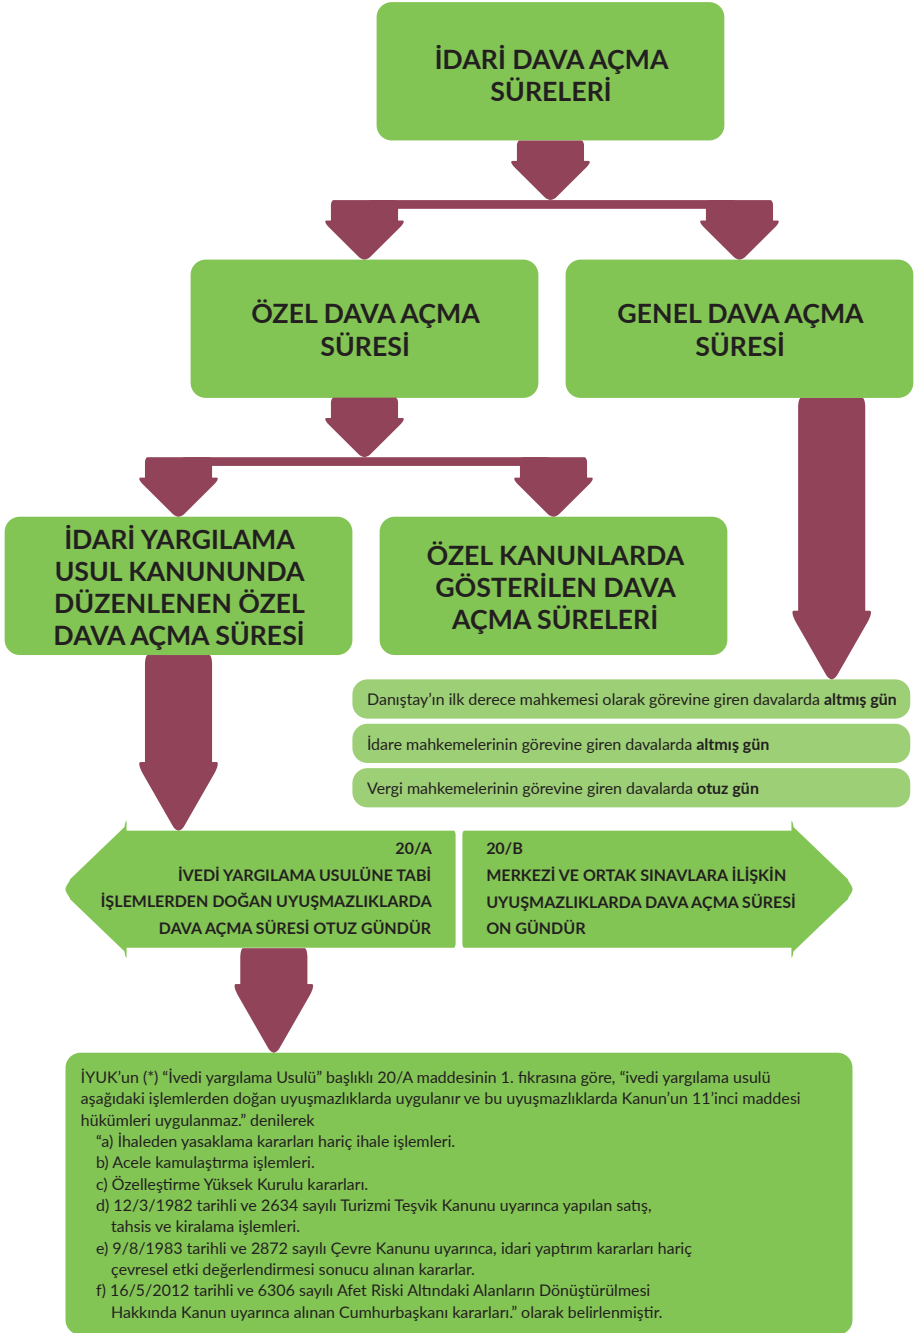 İDARİ DAVA AÇMA
SÜRELERİ
ÖZEL DAVA AÇMA
SÜRESİ
GENEL DAVA AÇMA
SÜRESİ
İDARİ YARGILAMA
USUL KANUNUNDA
DÜZENLENEN ÖZEL
DAVA AÇMA SÜRESİ
ÖZEL KANUNLARDA
GÖSTERİLEN DAVA
AÇMA SÜRELERİ
Danıştay’ın ilk derece mahkemesi olarak görevine giren davalarda altmış gün
İdare mahkemelerinin görevine giren davalarda altmış gün
Vergi mahkemelerinin görevine giren davalarda otuz gün
20/A
İVEDİ YARGILAMA USULÜNE TABİ
İŞLEMLERDEN DOĞAN UYUŞMAZLIKLARDA
DAVA AÇMA SÜRESİ OTUZ GÜNDÜR
20/B
MERKEZİ VE ORTAK SINAVLARA İLİŞKİN
UYUŞMAZLIKLARDA DAVA AÇMA SÜRESİ
ON GÜNDÜR
İYUK’un (*) “İvedi yargılama Usulü” başlıklı 20/A maddesinin 1. fıkrasına göre, “ivedi yargılama usulü
aşağıdaki işlemlerden doğan uyuşmazlıklarda uygulanır ve bu uyuşmazlıklarda Kanun’un 11’inci maddesi
hükümleri uygulanmaz.” denilerek
“a) İhaleden yasaklama kararları hariç ihale işlemleri.
b) Acele kamulaştırma işlemleri.
c) Özelleştirme Yüksek Kurulu kararları.
d) 12/3/1982 tarihli ve 2634 sayılı Turizmi Teşvik Kanunu uyarınca yapılan satış,
tahsis ve kiralama işlemleri.
e) 9/8/1983 tarihli ve 2872 sayılı Çevre Kanunu uyarınca, idari yaptırım kararları hariç
çevresel etki değerlendirmesi sonucu alınan kararlar.
f) 16/5/2012 tarihli ve 6306 sayılı Afet Riski Altındaki Alanların Dönüştürülmesi
Hakkında Kanun uyarınca alınan Cumhurbaşkanı kararları.” olarak belirlenmiştir.